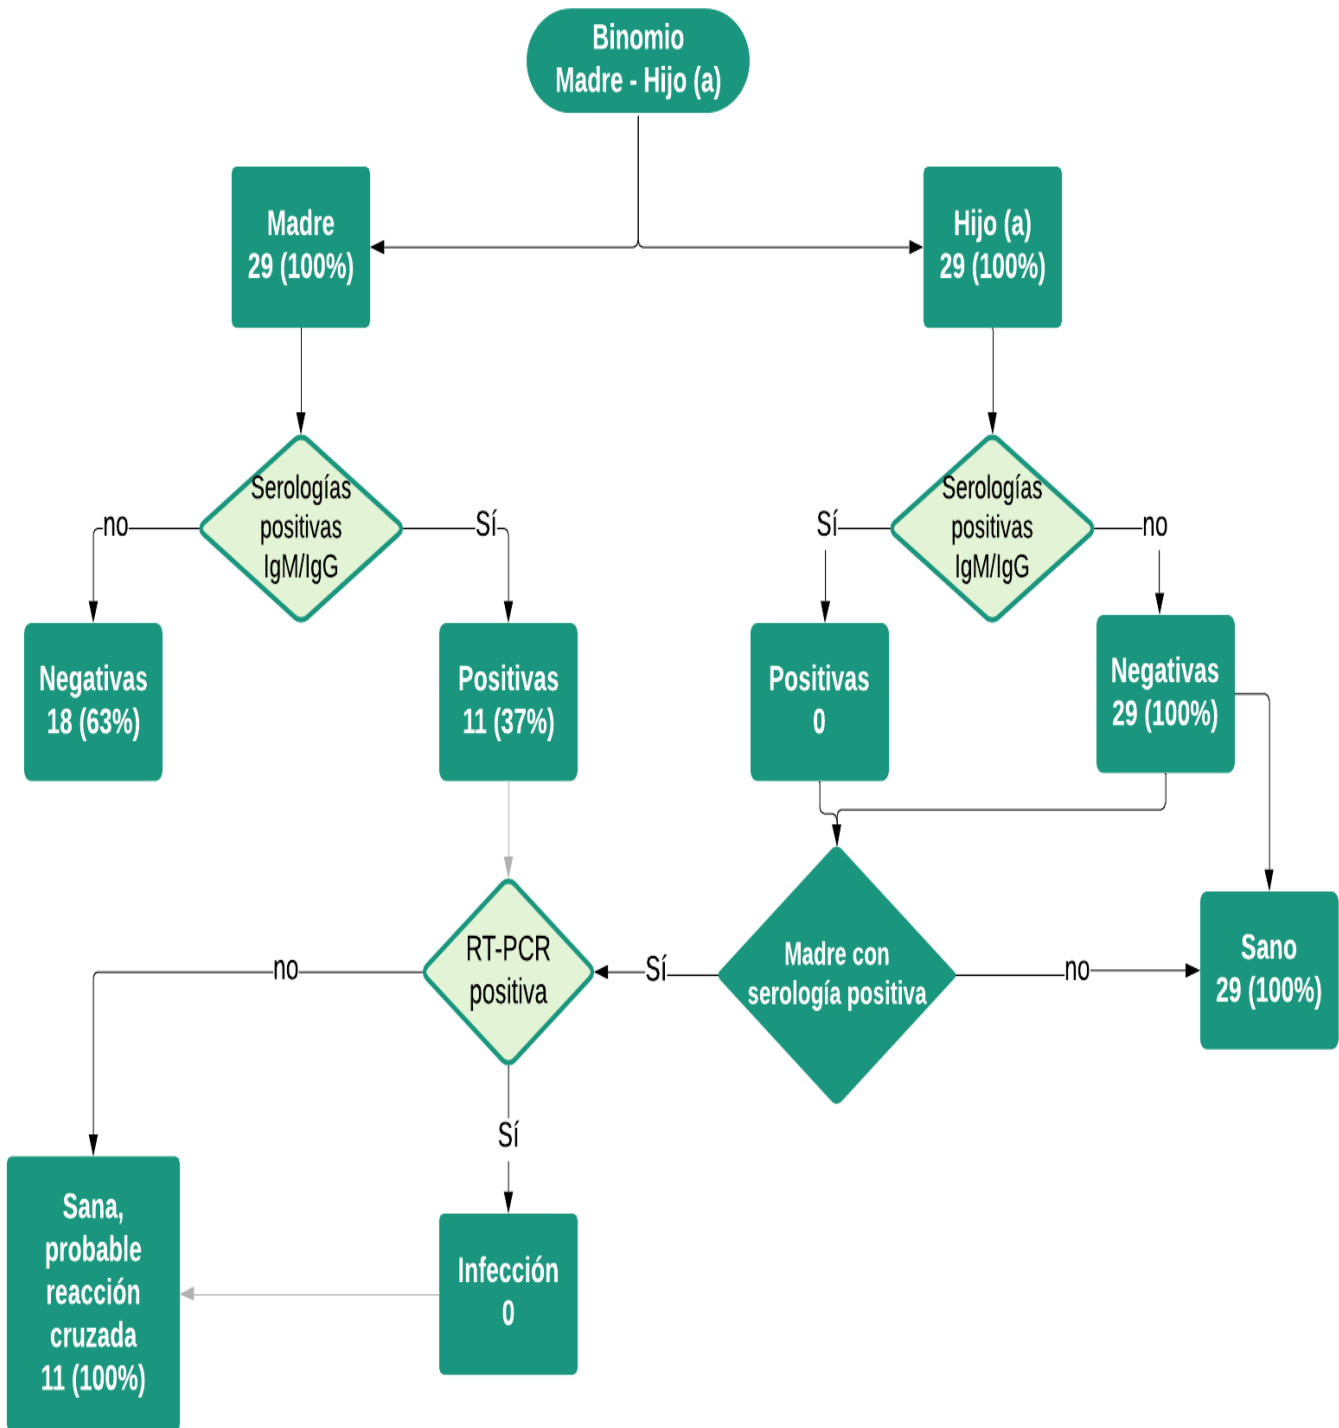 Binomio
Madre - Hijo (a)
Madre
29 (100%)
Hijo (a)
29 (100%)
Serologías
positivas
IgM/IgG
Serologías
positivas
IgM/IgG
no
Sí
Sí
no
Negativas
18 (63%)
Positivas
11 (37%)
Positivas
0
Negativas
29 (100%)
RT-PCR
positiva
Madre con
serología positiva
Sano
29 (100%)
no
Sí
no
Sí
Sana,
probable
reacción
cruzada
11 (100%)
Infección
0